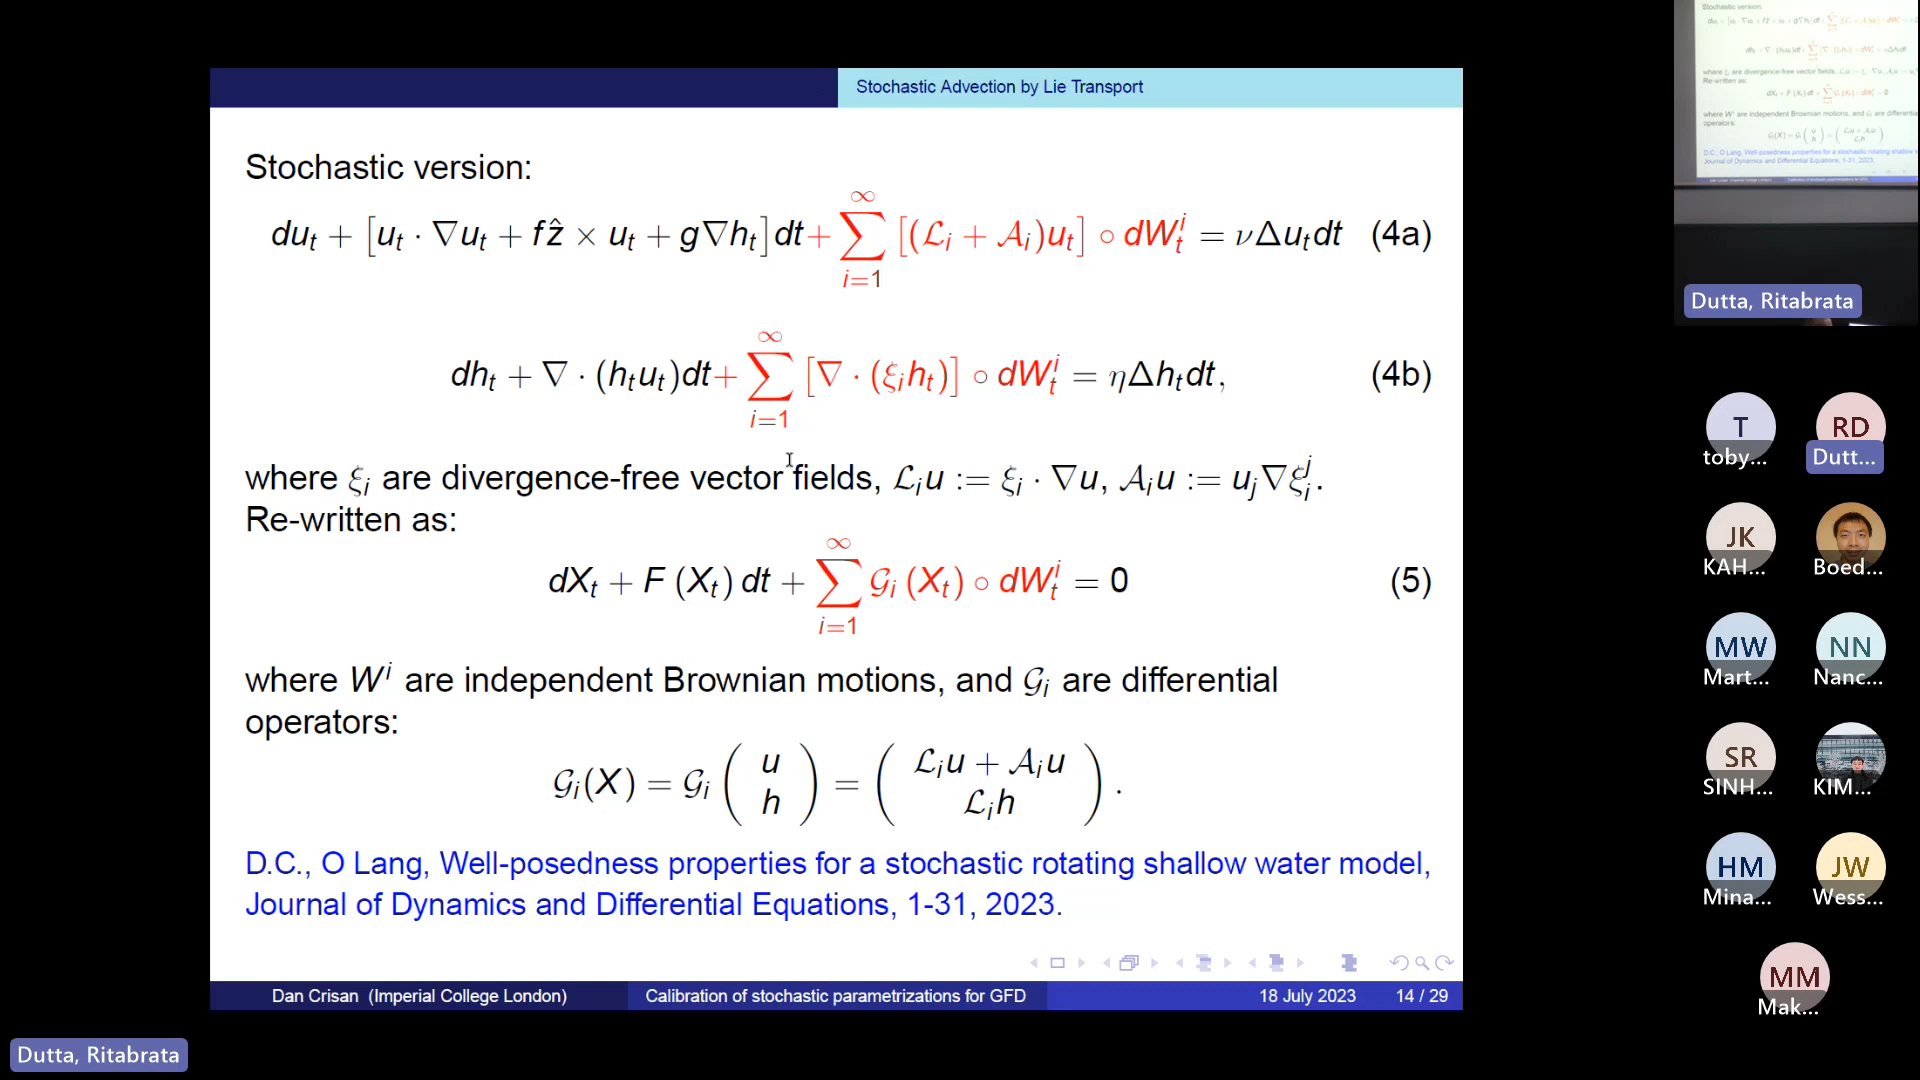 Stochastic Advection by Lie Transport
Stochastic version:
du_t + [u_t · ∇u_t + fẑ × u_t + g∇h_t]dt + ∑_{i=1}^{∞} [(ℒ_i + 𝒜_i)u_t] ∘ dW_t^i = νΔu_t dt (4a)
dh_t + ∇ · (h_t u_t)dt + ∑_{i=1}^{∞} [∇ · (ξ_i h_t)] ∘ dW_t^i = ηΔh_t dt, (4b)
where ξ_i are divergence-free vector fields, ℒ_i u := ξ_i · ∇u, 𝒜_i u := u_j∇ξ_i^j.
Re-written as:
dX_t + F (X_t) dt + ∑_{i=1}^{∞} 𝒢_i (X_t) ∘ dW_t^i = 0 (5)
where W^i are independent Brownian motions, and 𝒢_i are differential
operators:
𝒢_i(X) = 𝒢_i ( u h ) = ( ℒ_i u + 𝒜_i u ℒ_i h ) .
D.C., O Lang, Well-posedness properties for a stochastic rotating shallow water model,
Journal of Dynamics and Differential Equations, 1-31, 2023.
Dan Crisan (Imperial College London) Calibration of stochastic parametrizations for GFD 18 July 2023 14 / 29
Dutta, Ritabrata
Dutta, Ritabrata
T RD
toby... Dutt...
JK
KAH... Boed...
MW NN
Mart... Nanc...
SR
SINH... KIM...
HM JW
Mina... Wess...
MM
Mak...